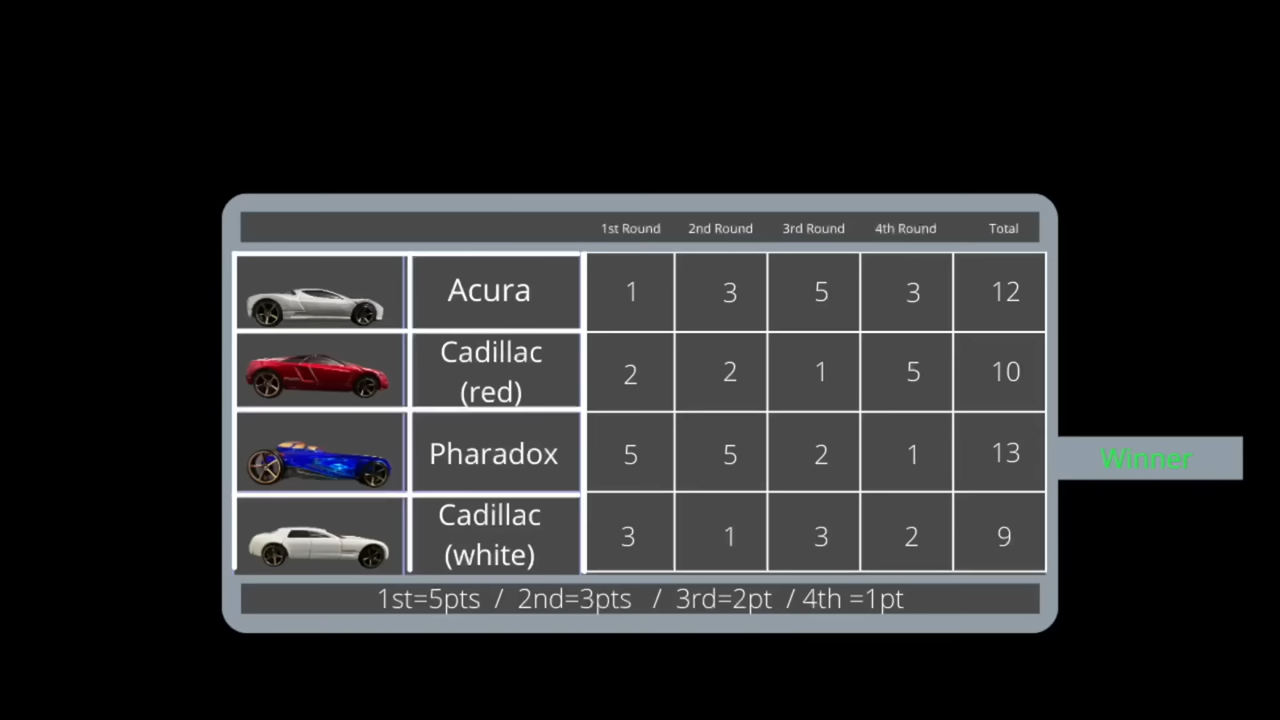 1st Round 2nd Round 3rd Round 4th Round Total
Acura 1 3 5 3 12
Cadillac
(red) 2 2 1 5 10
Pharadox 5 5 2 1 13
Winner
Cadillac
(white) 3 1 3 2 9
1st=5pts / 2nd=3pts / 3rd=2pt / 4th =1pt